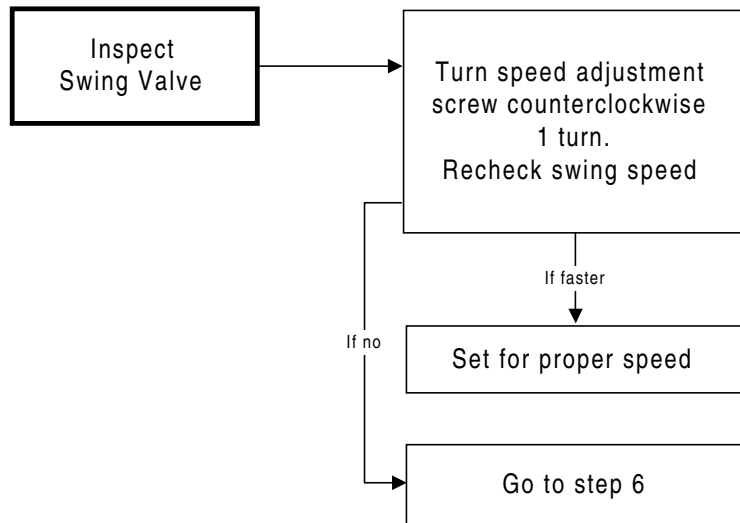 Inspect
Swing Valve
Turn speed adjustment
screw counterclockwise
1 turn.
Recheck swing speed
If faster
If no
Set for proper speed
Go to step 6